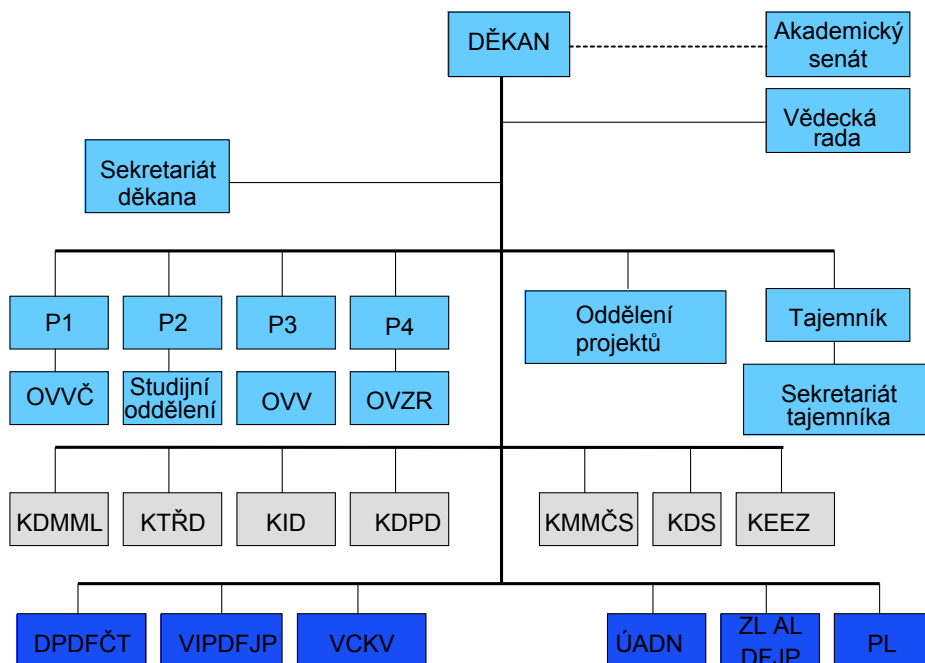 DĚKAN
Akademický
senát
Vědecká
rada
Sekretariát
děkana
P1
P2
P3
P4
Oddělení
projektů
Tajemník
OVVČ
Studijní
oddělení
OVV
OVZR
Sekretariát
tajemníka
KDMML
KTŘD
KID
KDPD
KMMČS
KDS
KEEZ
DPDFČT
VIPDFJP
VCKV
ÚADN
ZL AL
DFJP
PL